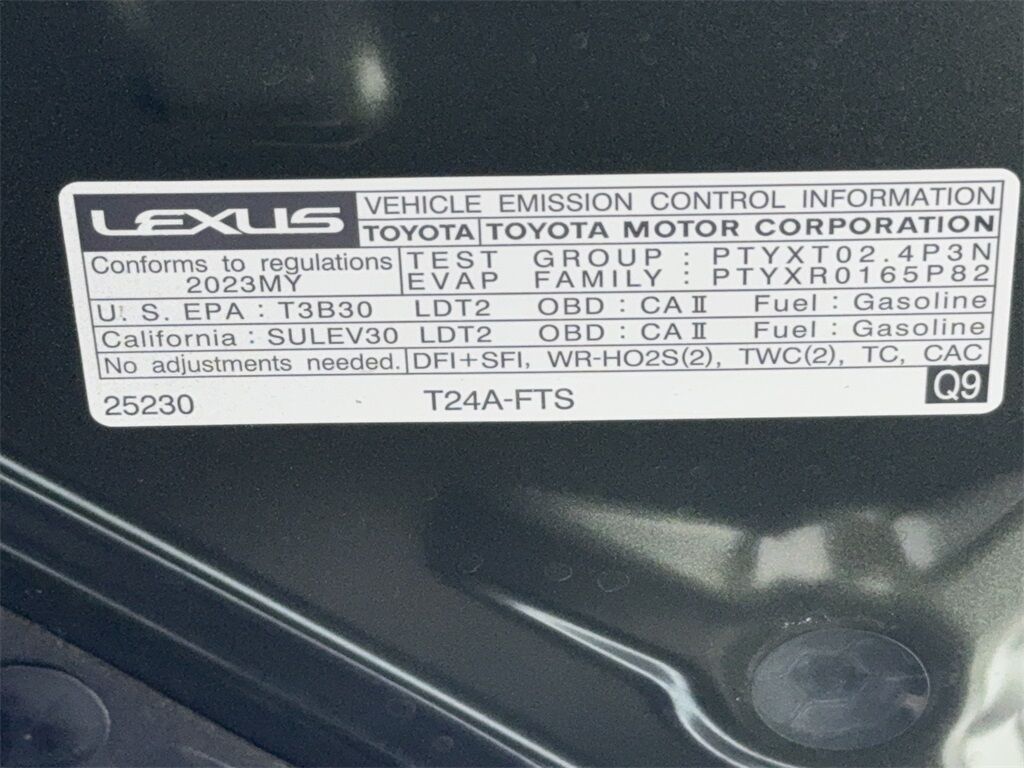 LEXUS
VEHICLE EMISSION CONTROL INFORMATION
TOYOTA TOYOTA MOTOR CORPORATION
Conforms to regulations
2023MY
TEST GROUP : PTYXT02.4P3N
EVAP FAMILY : PTYXR0165P82
U. S. EPA : T3B30 LDT2 OBD : CA II Fuel : Gasoline
California : SULEV30 LDT2 OBD : CA II Fuel : Gasoline
No adjustments needed. DFI+SFI, WR-HO2S(2), TWC(2), TC, CAC
25230 T24A-FTS Q9